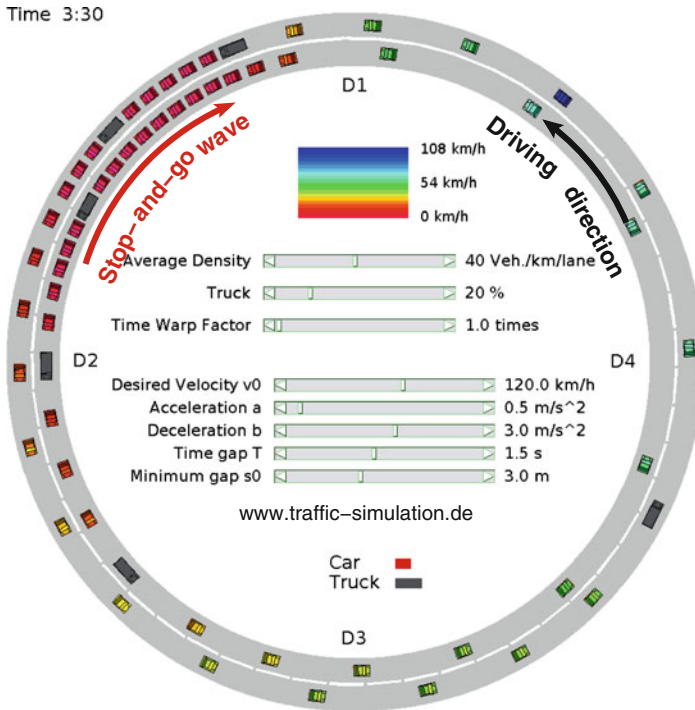 Time 3:30
D1
Stop-and-go wave
Driving direction
108 km/h
54 km/h
0 km/h
Average Density 40 Veh./km/lane
Truck 20 %
Time Warp Factor 1.0 times
D2
D4
Desired Velocity v0 120.0 km/h
Acceleration a 0.5 m/s^2
Deceleration b 3.0 m/s^2
Time gap T 1.5 s
Minimum gap s0 3.0 m
www.traffic-simulation.de
Car
Truck
D3